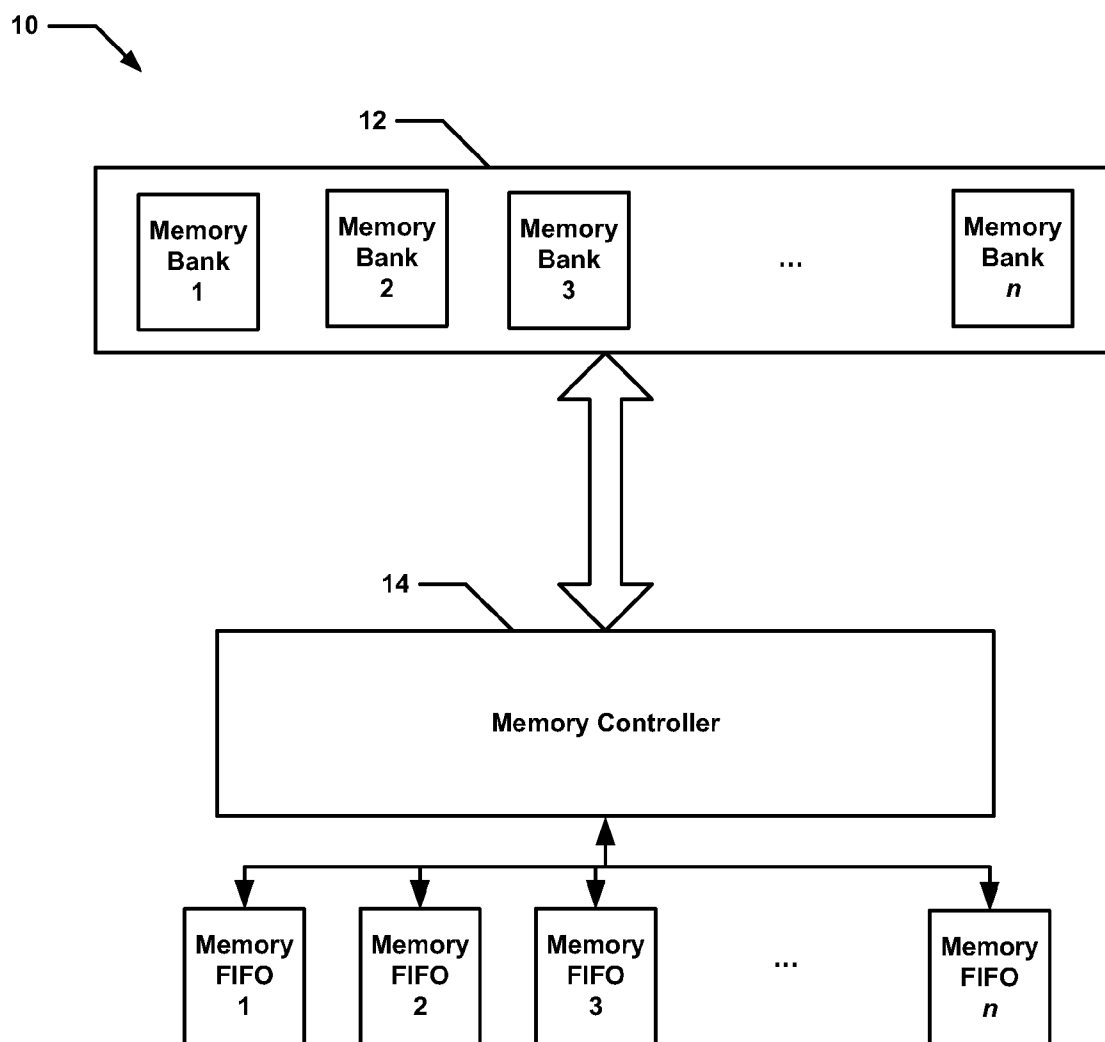 10
12
Memory
Bank
1
Memory
Bank
2
Memory
Bank
3
...
Memory
Bank
n
14
Memory Controller
Memory
FIFO
1
Memory
FIFO
2
Memory
FIFO
3
...
Memory
FIFO
n